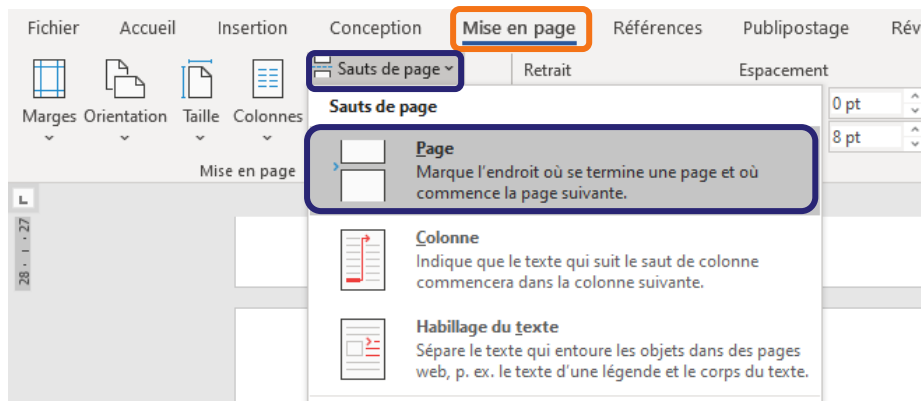 Fichier Accueil Insertion Conception Mise en page Références Publipostage Rév
Sauts de page Retrait Espacement
Marges Orientation Taille Colonnes
Sauts de page
0 pt
8 pt
Mise en page
Page
Marque l'endroit où se termine une page et où
commence la page suivante.
L
28 · ı · 27
Colonne
Indique que le texte qui suit le saut de colonne
commencera dans la colonne suivante.
Habillage du texte
Sépare le texte qui entoure les objets dans des pages
web, p. ex. le texte d'une légende et le corps du texte.